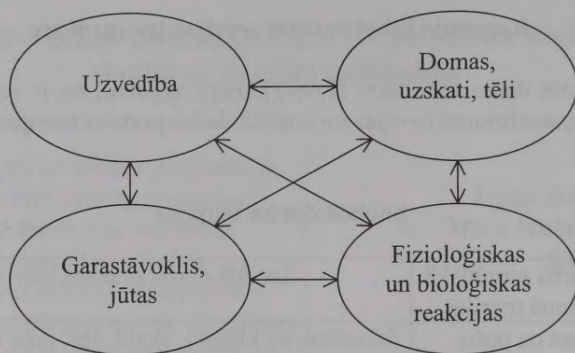 Uzvedība
Domas,
uzskati, tēli
Garastāvoklis,
jūtas
Fizioloģiskas
un bioloģiskas
reakcijas